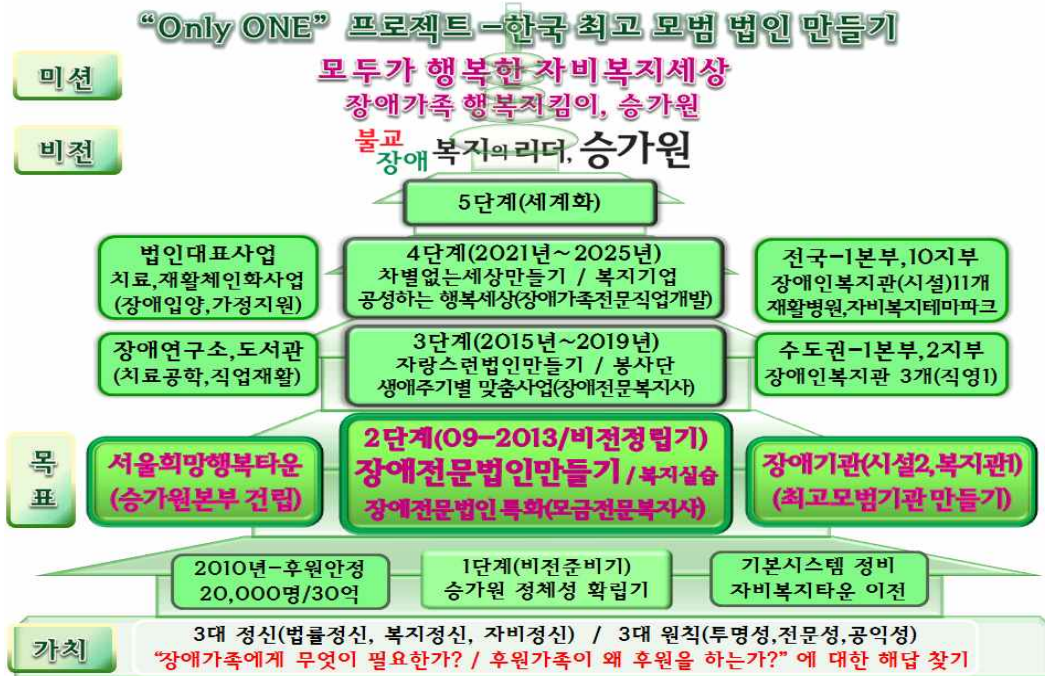 “Only ONE” 프로젝트 -한국 최고 모범 법인 만들기
미션
모두가 행복한 자비복지세상
장애가족 행복지킴이, 승가원
비전
불교
장애 복지의 리더, 승가원
5단계(세계화)
법인대표사업
치료,재활체인화사업
(장애입양,가정지원)
4단계(2021년~2025년)
차별없는세상만들기 / 복지기업
공성하는 행복세상(장애가족전문직업개발)
전국-1본부,10지부
장애인복지관(시설)11개
재활병원,자비복지테마파크
장애연구소,도서관
(치료공학,직업재활)
3단계(2015년~2019년)
자랑스런법인만들기 / 봉사단
생애주기별 맞춤사업(장애전문복지사)
수도권-1본부,2지부
장애인복지관 3개(직영1)
목표
서울희망행복타운
(승가원본부 건립)
2단계(09-2013/비전정립기)
장애전문법인만들기 / 복지실습
장애전문법인 특화(모금전문복지사)
장애기관(시설2,복지관1)
(최고모범기관 만들기)
2010년-후원안정
20,000명/30억
1단계(비전준비기)
승가원 정체성 확립기
기본시스템 정비
자비복지타운 이전
가치
3대 정신(법률정신, 복지정신, 자비정신) / 3대 원칙(투명성,전문성,공익성)
“장애가족에게 무엇이 필요한가? / 후원가족이 왜 후원을 하는가?” 에 대한 해답 찾기